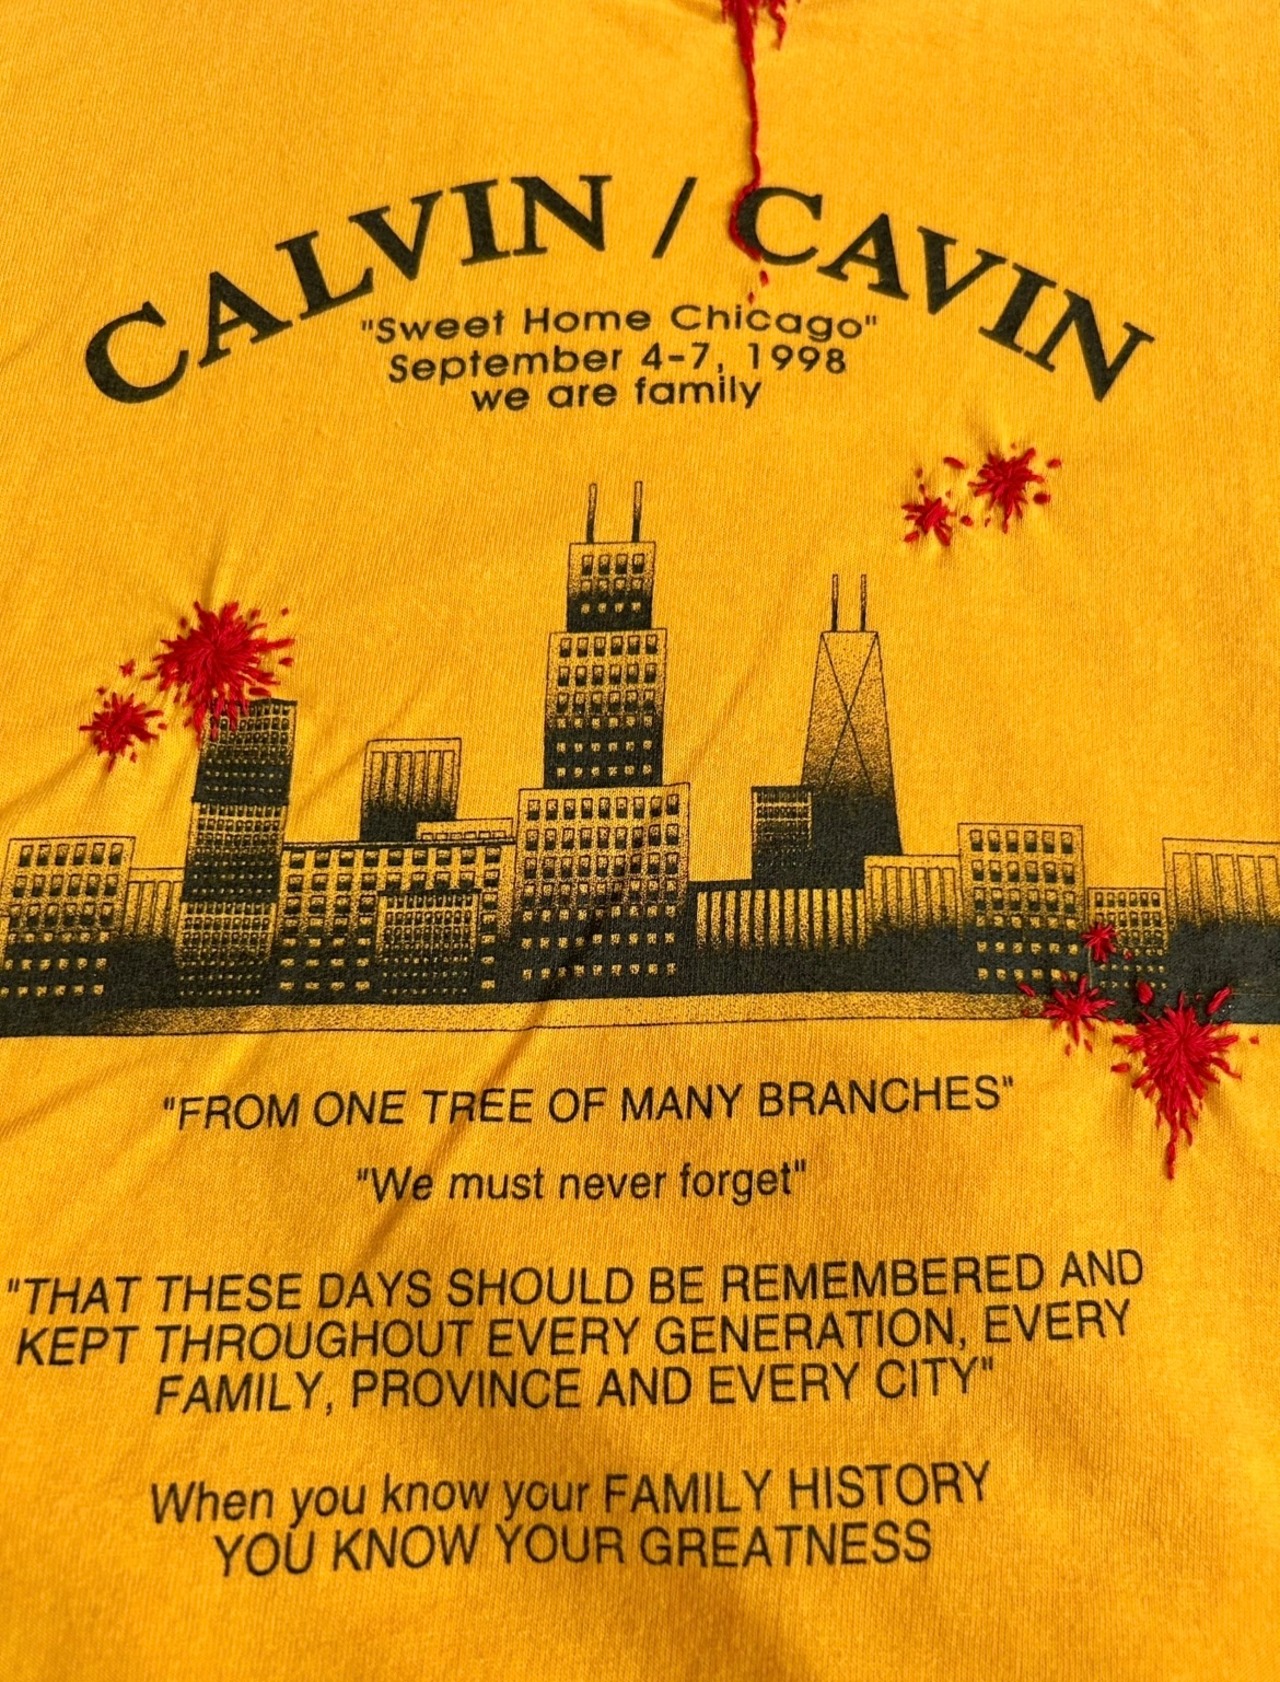 CALVIN / CAVIN
"Sweet Home Chicago"
September 4-7, 1998
we are family
"FROM ONE TREE OF MANY BRANCHES"
"We must never forget"
"THAT THESE DAYS SHOULD BE REMEMBERED AND
KEPT THROUGHOUT EVERY GENERATION, EVERY
FAMILY, PROVINCE AND EVERY CITY"
When you know your FAMILY HISTORY
YOU KNOW YOUR GREATNESS